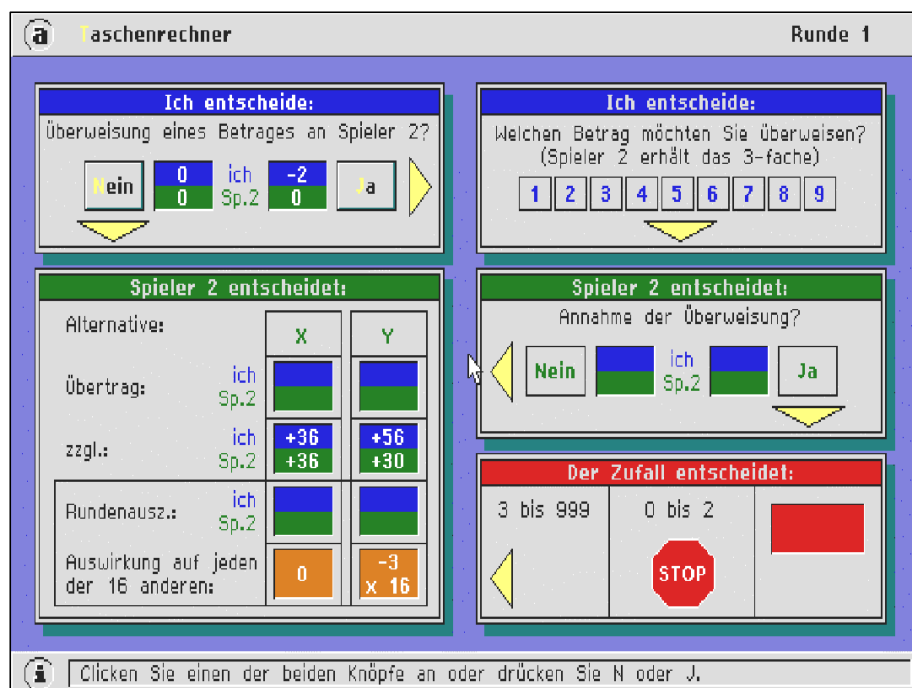 a Taschenrechner Runde 1
Ich entscheide:
Überweisung eines Betrages an Spieler 2?
Nein 0 ich -2 Ja
0 Sp.2 0
Ich entscheide:
Welchen Betrag möchten Sie überweisen?
(Spieler 2 erhält das 3-fache)
1 2 3 4 5 6 7 8 9
Spieler 2 entscheidet:
Alternative: X Y
Übertrag: ich
Sp.2
zzgl.: ich +36 +56
Sp.2 +36 +30
Rundenausz.: ich
Sp.2
Auswirkung auf jeden
der 16 anderen: 0 -3
x 16
Spieler 2 entscheidet:
Annahme der Überweisung?
Nein ich Ja
Sp.2
Der Zufall entscheidet:
3 bis 999 0 bis 2
STOP
i Clicken Sie einen der beiden Knöpfe an oder drücken Sie N oder J.